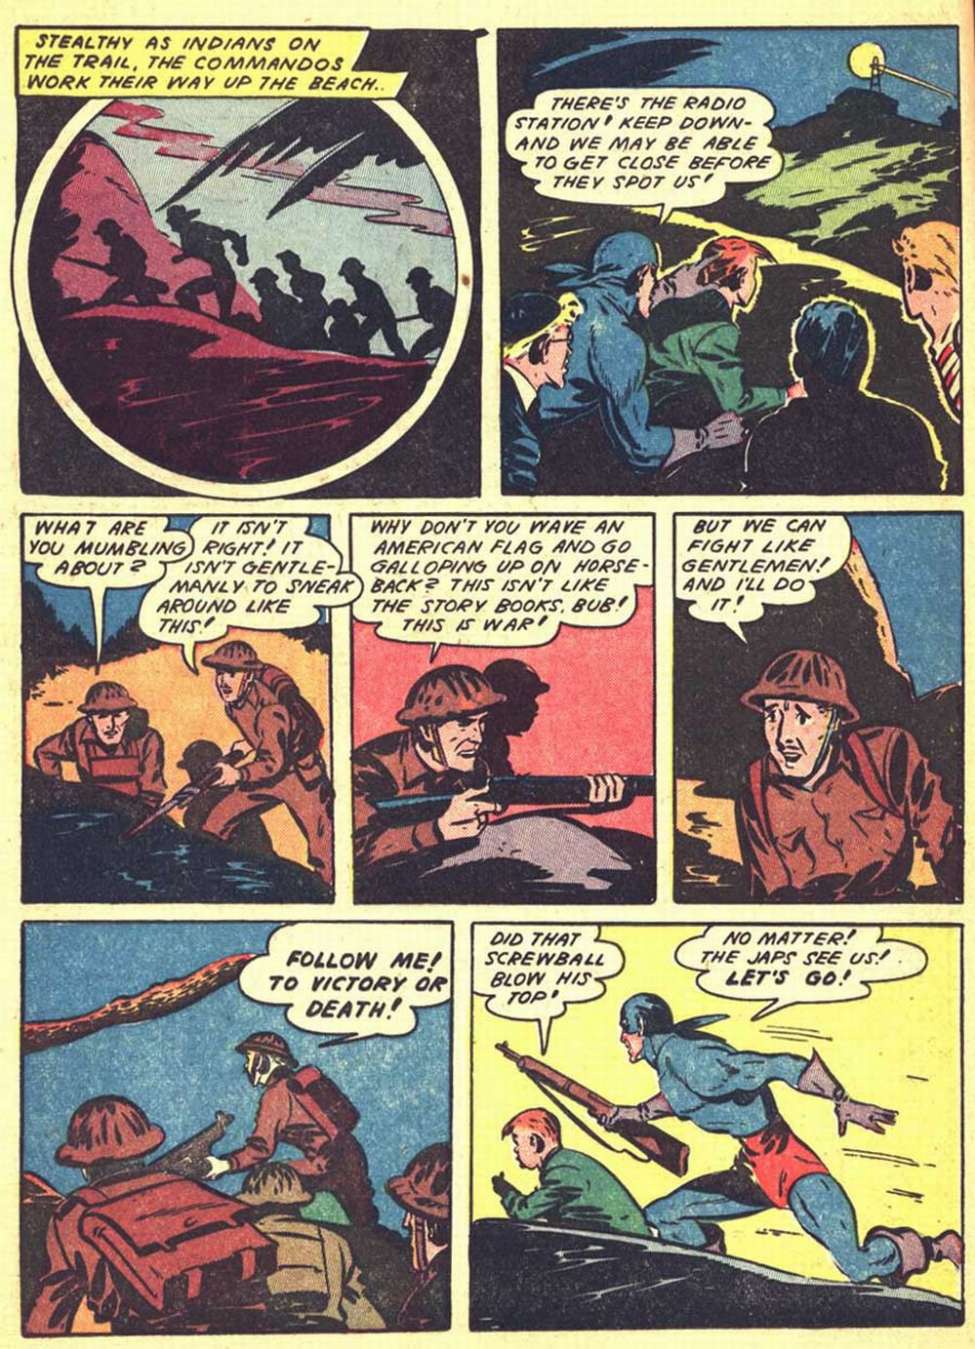 STEALTHY AS INDIANS ON
THE TRAIL, THE COMMANDOS
WORK THEIR WAY UP THE BEACH..
THERE'S THE RADIO
STATION! KEEP DOWN-
AND WE MAY BE ABLE
TO GET CLOSE BEFORE
THEY SPOT US!
WHAT ARE
YOU MUMBLING
ABOUT?
IT ISN'T
RIGHT! IT
ISN'T GENTLE-
MANLY TO SNEAK
AROUND LIKE
THIS!
WHY DON'T YOU WAVE AN
AMERICAN FLAG AND GO
GALLOPING UP ON HORSE-
BACK? THIS ISN'T LIKE
THE STORY BOOKS, BUB!
THIS IS WAR!
BUT WE CAN
FIGHT LIKE
GENTLEMEN!
AND I'LL DO
IT!
FOLLOW ME!
TO VICTORY OR
DEATH!
DID THAT
SCREWBALL
BLOW HIS
TOP?
NO MATTER!
THE JAPS SEE US!
LET'S GO!